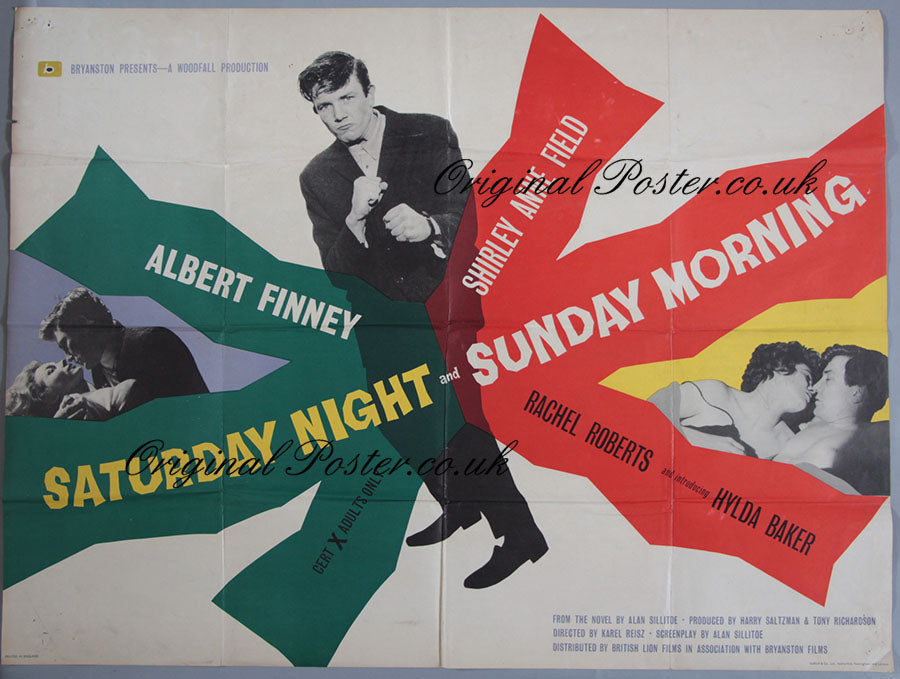 BRYANSTON PRESENTS—A WOODFALL PRODUCTION
ALBERT FINNEY
SHIRLEY ANNE FIELD
Original Poster.co.uk
SATURDAY NIGHT and SUNDAY MORNING
RACHEL ROBERTS
and introducing HYLDA BAKER
Original Poster.co.uk
CERT X ADULTS ONLY
FROM THE NOVEL BY ALAN SILLITOE · PRODUCED BY HARRY SALTZMAN & TONY RICHARDSON
DIRECTED BY KAREL REISZ · SCREENPLAY BY ALAN SILLITOE
DISTRIBUTED BY BRITISH LION FILMS IN ASSOCIATION WITH BRYANSTON FILMS
PRINTED IN ENGLAND